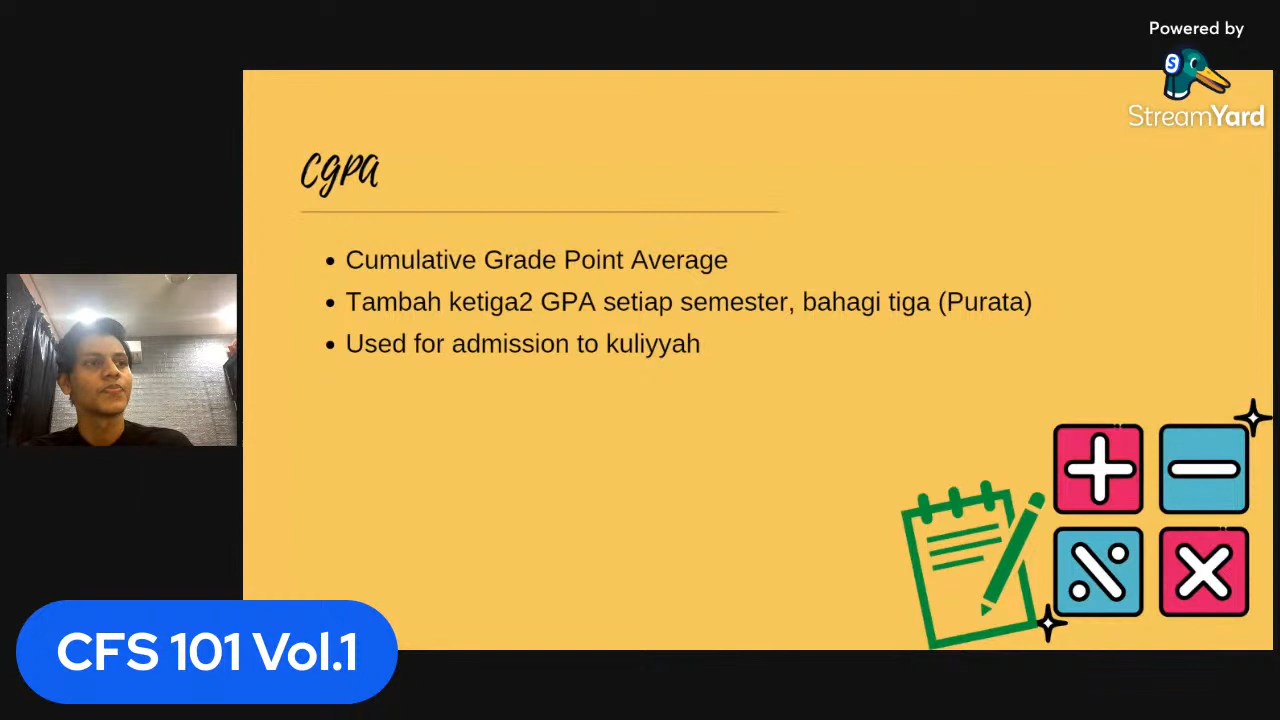 Powered by
StreamYard
CGPA
• Cumulative Grade Point Average
• Tambah ketiga2 GPA setiap semester, bahagi tiga (Purata)
• Used for admission to kuliyyah
CFS 101 Vol.1